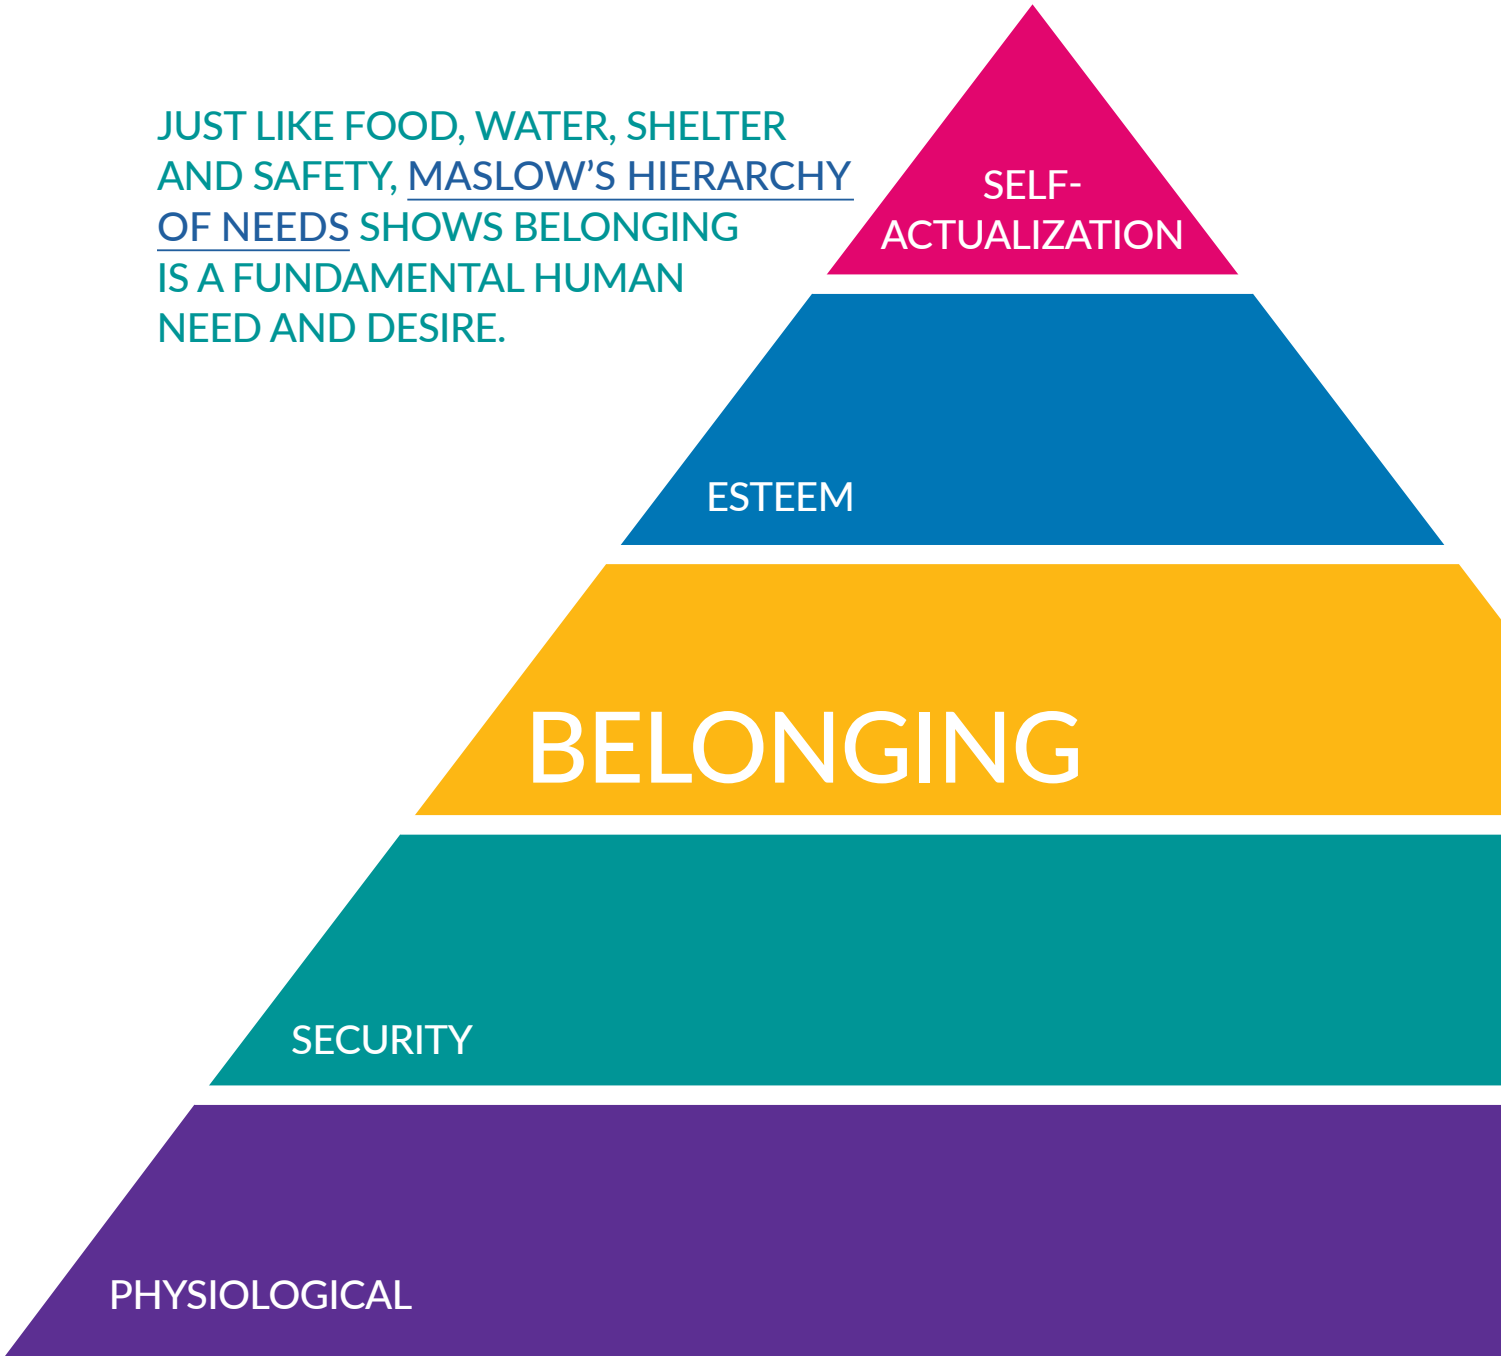 JUST LIKE FOOD, WATER, SHELTER
AND SAFETY, MASLOW’S HIERARCHY
OF NEEDS SHOWS BELONGING
IS A FUNDAMENTAL HUMAN
NEED AND DESIRE.
SELF-
ACTUALIZATION
ESTEEM
BELONGING
SECURITY
PHYSIOLOGICAL